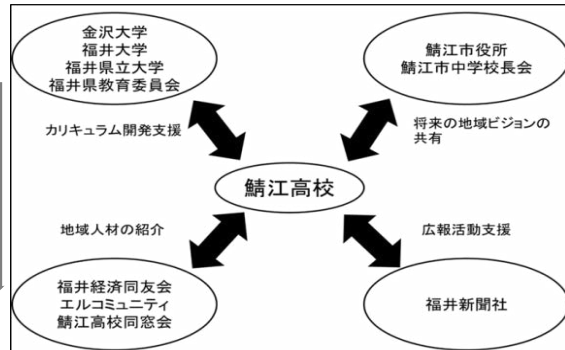 金沢大学
福井大学
福井県立大学
福井県教育委員会
鯖江市役所
鯖江市中学校長会
カリキュラム開発支援
将来の地域ビジョンの
共有
鯖江高校
地域人材の紹介
広報活動支援
福井経済同友会
エルコミュニティ
鯖江高校同窓会
福井新聞社